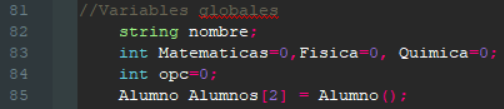 81 //Variables globales
82 string nombre;
83 int Matematicas=0,Fisica=0, Quimica=0;
84 int opc=0;
85 Alumno Alumnos[2] = Alumno();